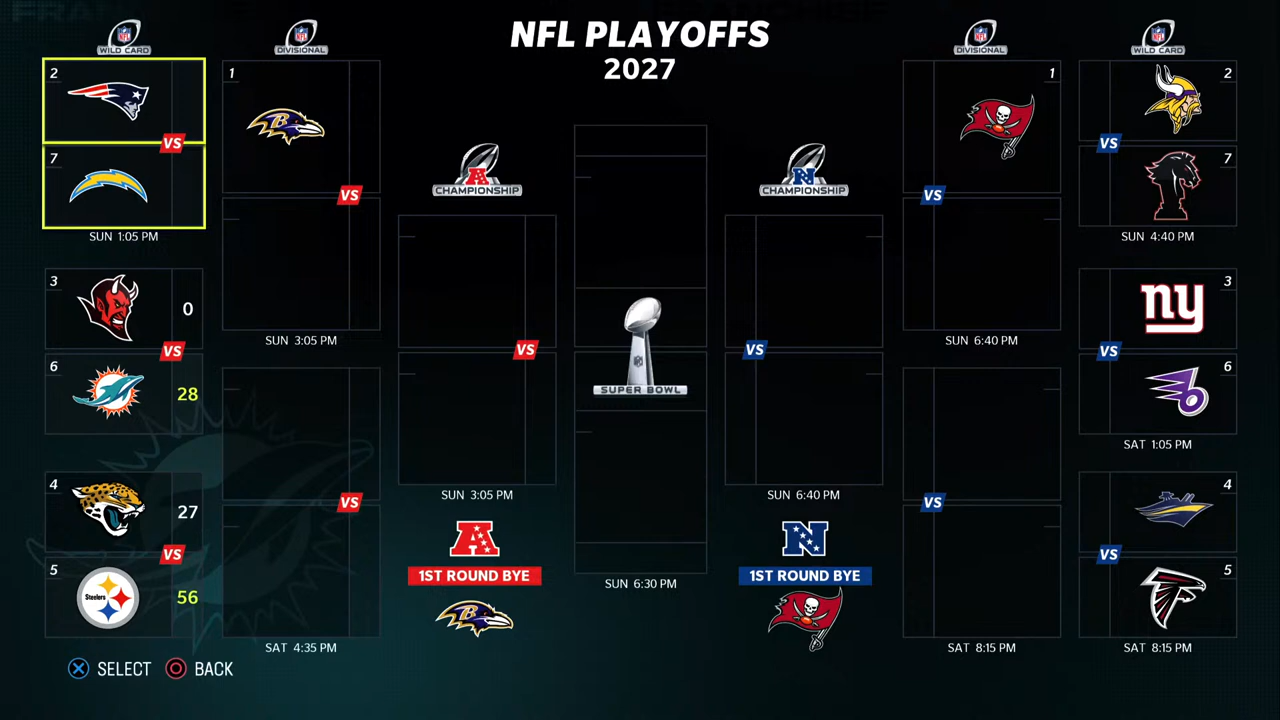 NFL PLAYOFFS
2027
WILD CARD
DIVISIONAL
DIVISIONAL
WILD CARD
2
VS
7
SUN 1:05 PM
3
0
VS
6
28
4
27
VS
5
Steelers
56
1
VS
SUN 3:05 PM
VS
SAT 4:35 PM
A
CHAMPIONSHIP
VS
SUN 3:05 PM
A
1ST ROUND BYE
SUPER BOWL
SUN 6:30 PM
N
CHAMPIONSHIP
VS
SUN 6:40 PM
N
1ST ROUND BYE
1
VS
SUN 6:40 PM
VS
SAT 8:15 PM
2
VS
7
SUN 4:40 PM
3
ny
VS
6
SAT 1:05 PM
4
VS
5
SAT 8:15 PM
SELECT
BACK